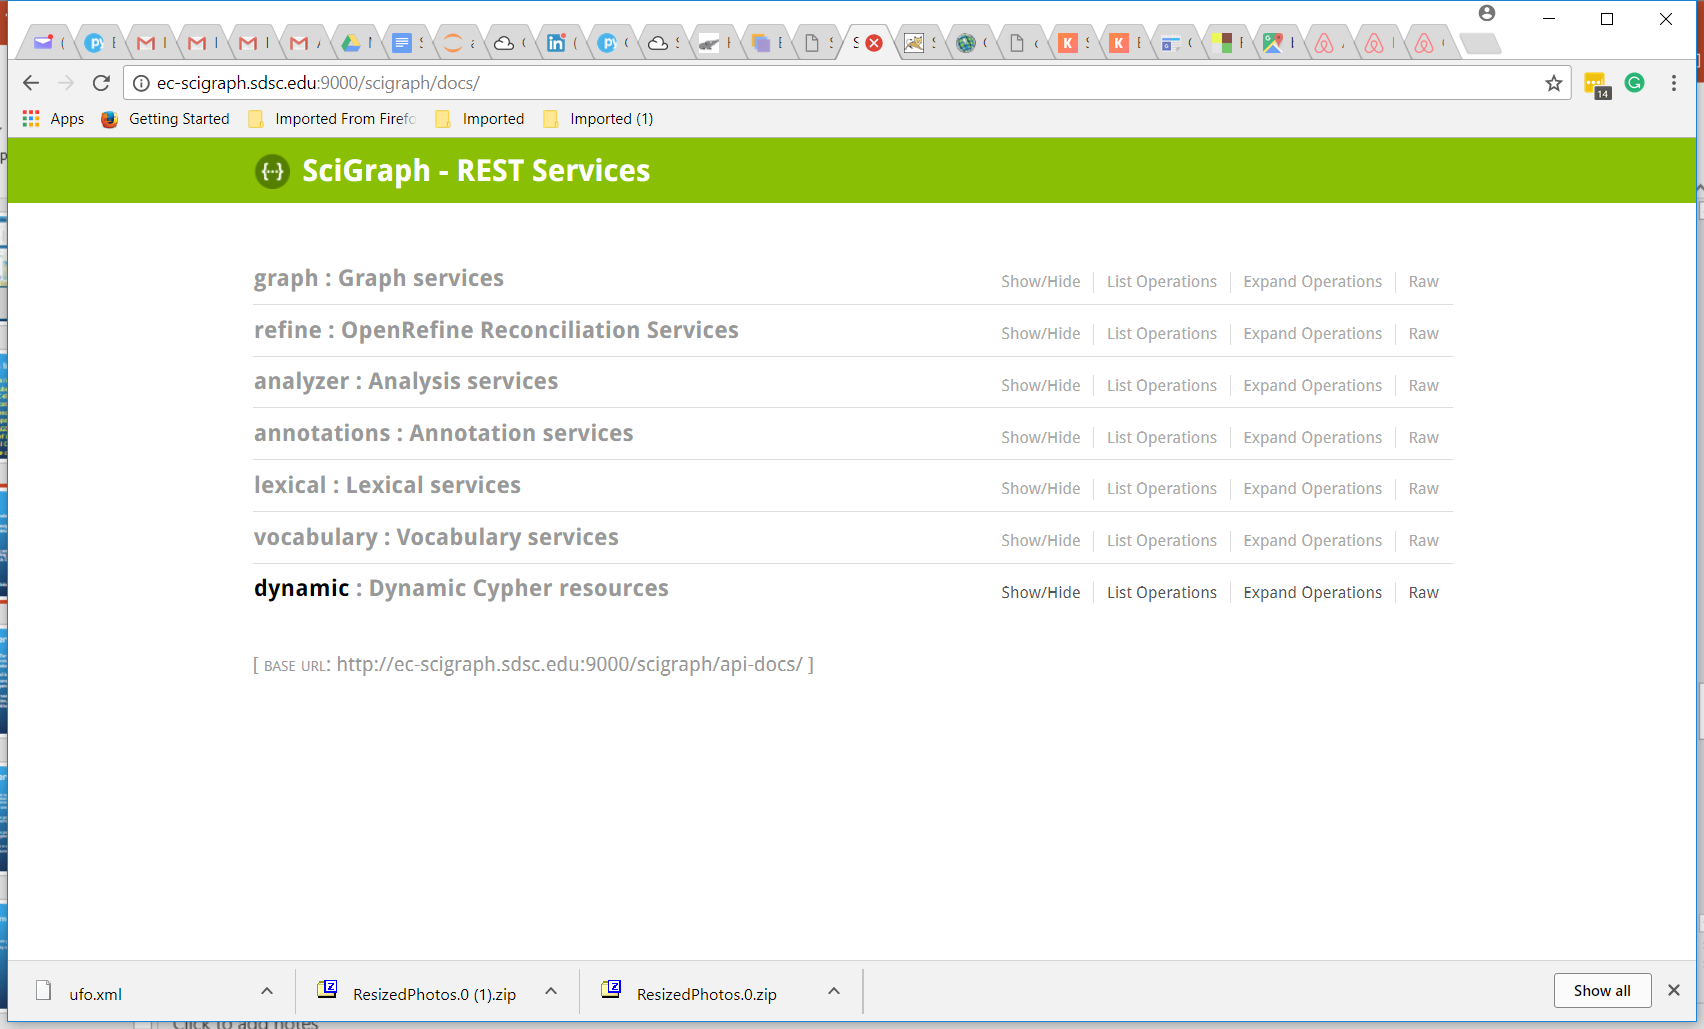 ec-scigraph.sdsc.edu:9000/scigraph/docs/
14
Apps Getting Started Imported From Firefo Imported Imported (1)
{···} SciGraph - REST Services
graph : Graph services Show/Hide List Operations Expand Operations Raw
refine : OpenRefine Reconciliation Services Show/Hide List Operations Expand Operations Raw
analyzer : Analysis services Show/Hide List Operations Expand Operations Raw
annotations : Annotation services Show/Hide List Operations Expand Operations Raw
lexical : Lexical services Show/Hide List Operations Expand Operations Raw
vocabulary : Vocabulary services Show/Hide List Operations Expand Operations Raw
dynamic : Dynamic Cypher resources Show/Hide List Operations Expand Operations Raw
[ BASE URL: http://ec-scigraph.sdsc.edu:9000/scigraph/api-docs/ ]
ufo.xml ResizedPhotos.0 (1).zip ResizedPhotos.0.zip Show all
Click to add notes